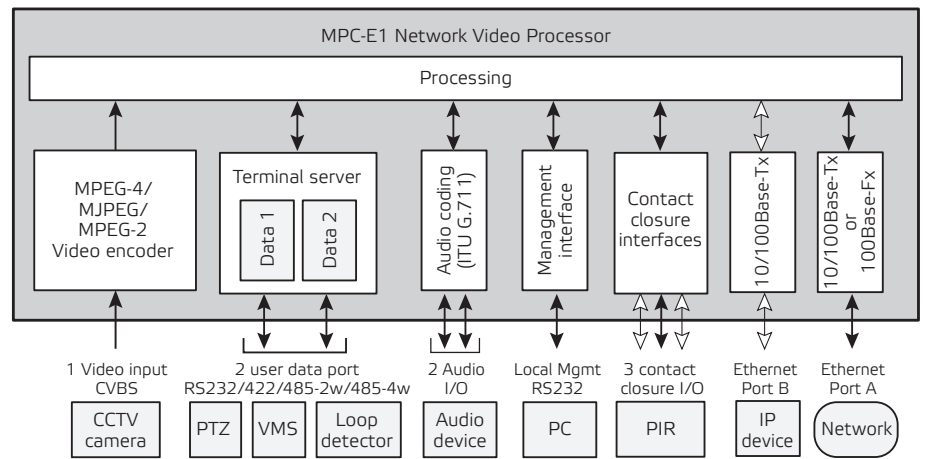 MPC-E1 Network Video Processor
Processing
MPEG-4/
MJPEG/
MPEG-2
Video encoder
Terminal server
Data 1
Data 2
Audio coding
(ITU G.711)
Management
interface
Contact
closure
interfaces
10/100Base-Tx
10/100Base-Tx
or
100Base-Fx
1 Video input
CVBS
2 user data port
RS232/422/485-2w/485-4w
2 Audio
I/O
Local Mgmt
RS232
3 contact
closure I/O
Ethernet
Port B
Ethernet
Port A
CCTV
camera
PTZ
VMS
Loop
detector
Audio
device
PC
PIR
IP
device
Network